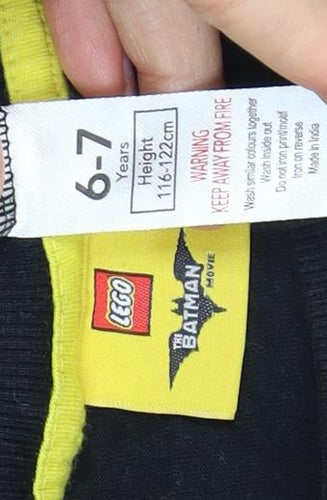 6-7
Years
Height
116-122cm
WARNING
KEEP AWAY FROM FIRE
Wash similar colours together
Wash inside out
Do not iron print/motif
Iron on reverse
Made in India
LEGO
THE
BATMAN
MOVIE